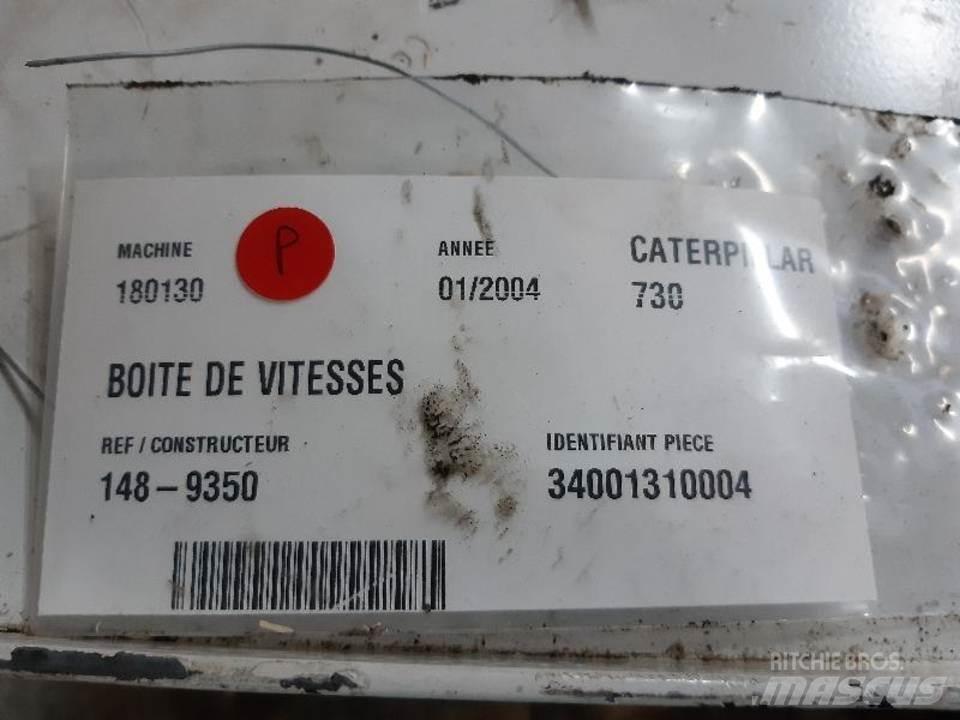 MACHINE
P
ANNEE
CATERPILLAR
180130
01/2004
730
BOITE DE VITESSES
REF / CONSTRUCTEUR
IDENTIFIANT PIECE
148-9350
34001310004
RITCHIE BROS.
MASCUS